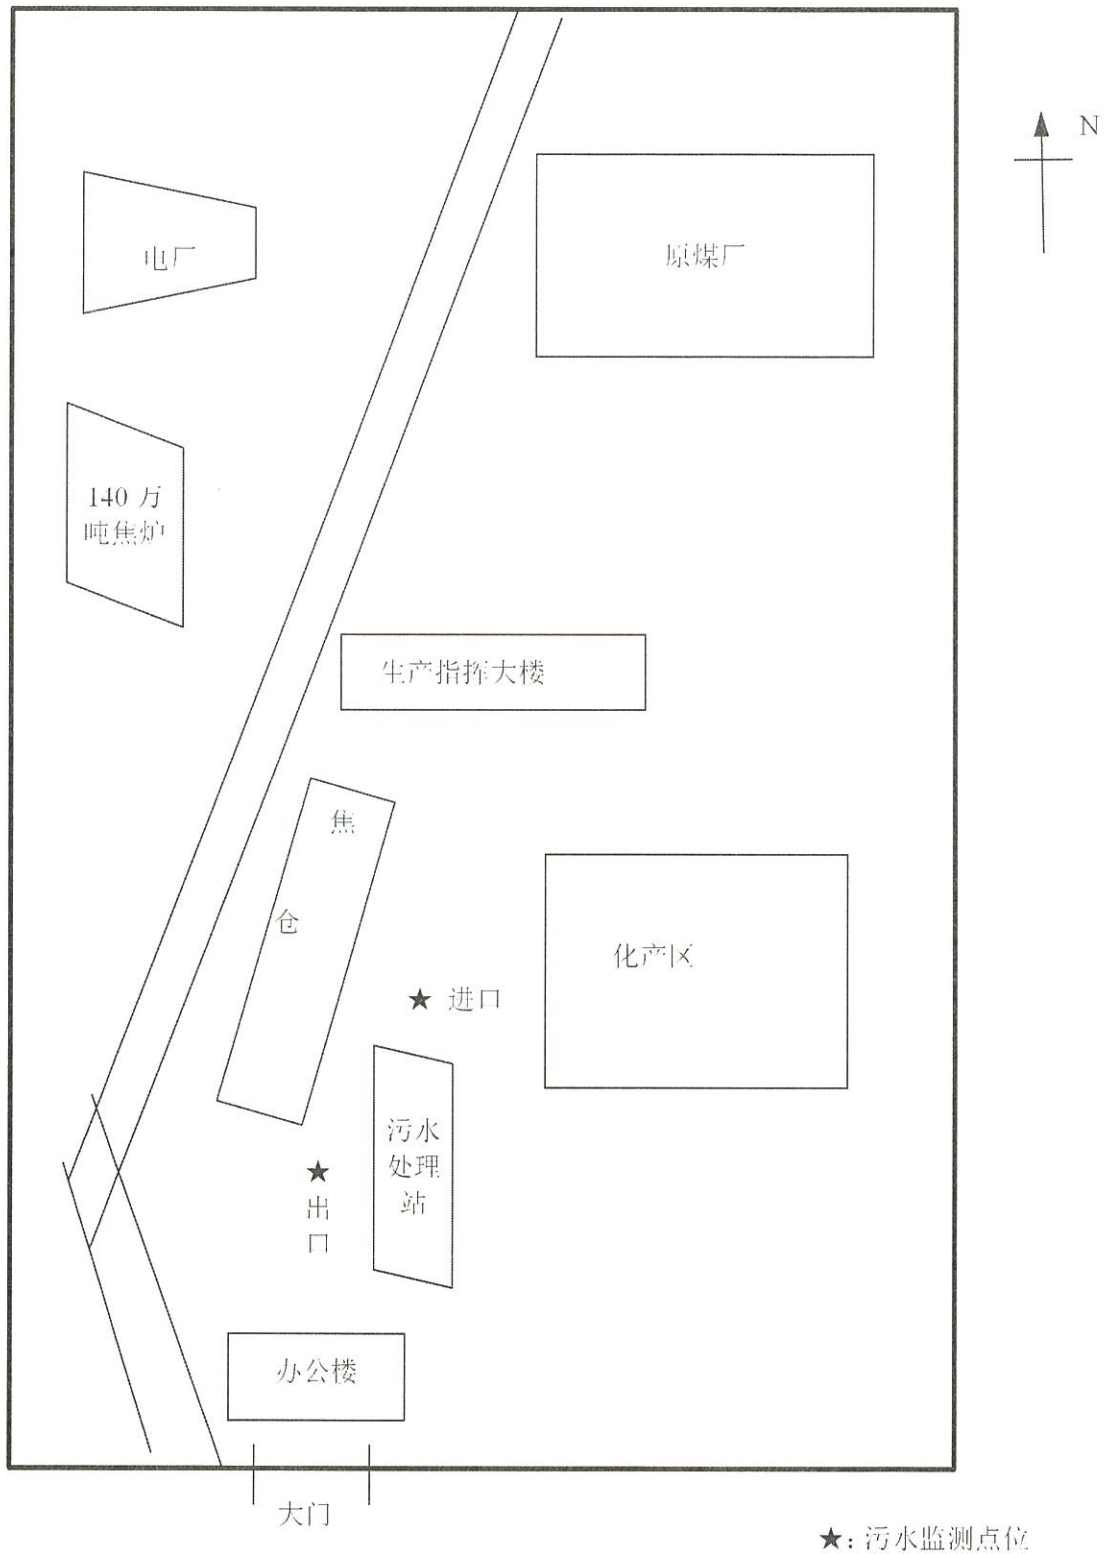 N
电厂
原煤厂
140 万
吨焦炉
生产指挥大楼
焦
仓
化产区
★ 进口
污水
处理
站
★
出
口
办公楼
大门
★: 污水监测点位